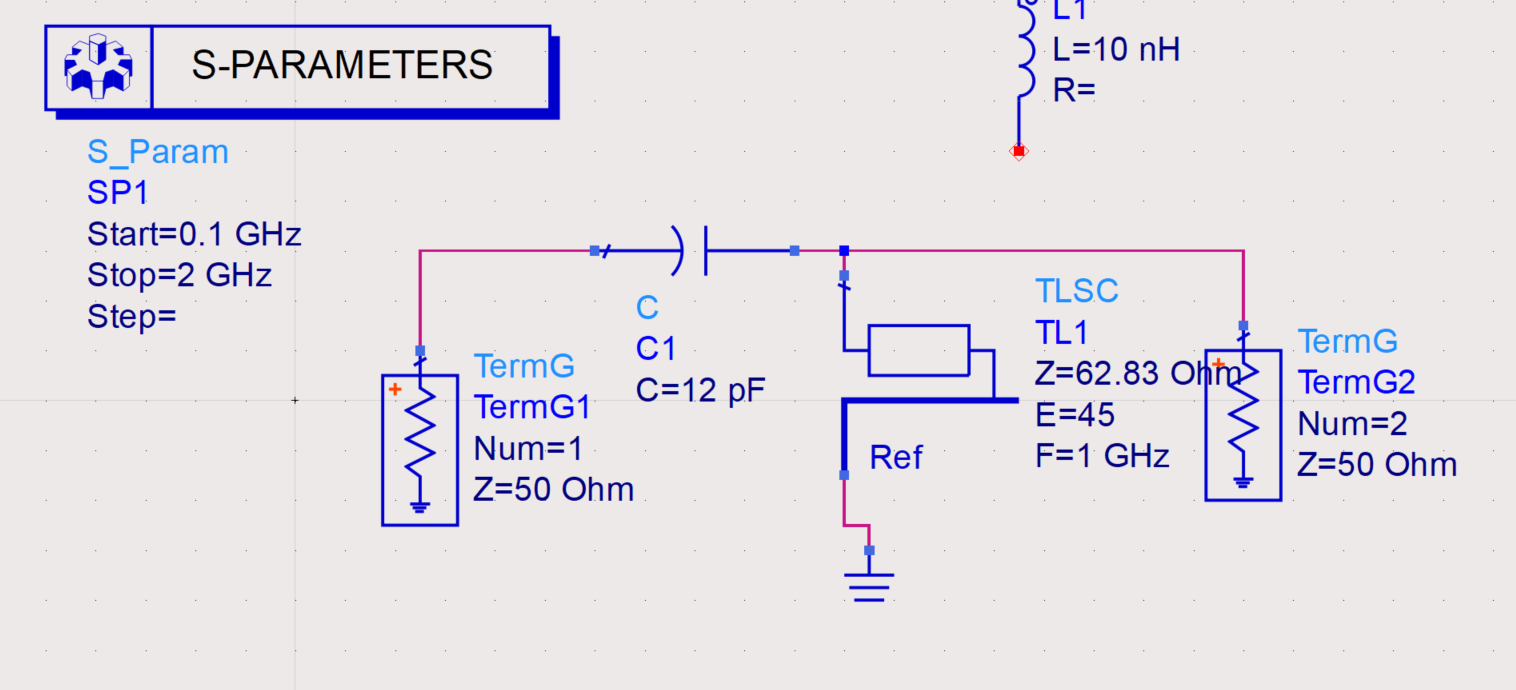 S-PARAMETERS
S_Param
SP1
Start=0.1 GHz
Stop=2 GHz
Step=
L1
L=10 nH
R=
C
C1
C=12 pF
TermG
TermG1
Num=1
Z=50 Ohm
Ref
TLSC
TL1
Z=62.83 Ohm
E=45
F=1 GHz
TermG
TermG2
Num=2
Z=50 Ohm